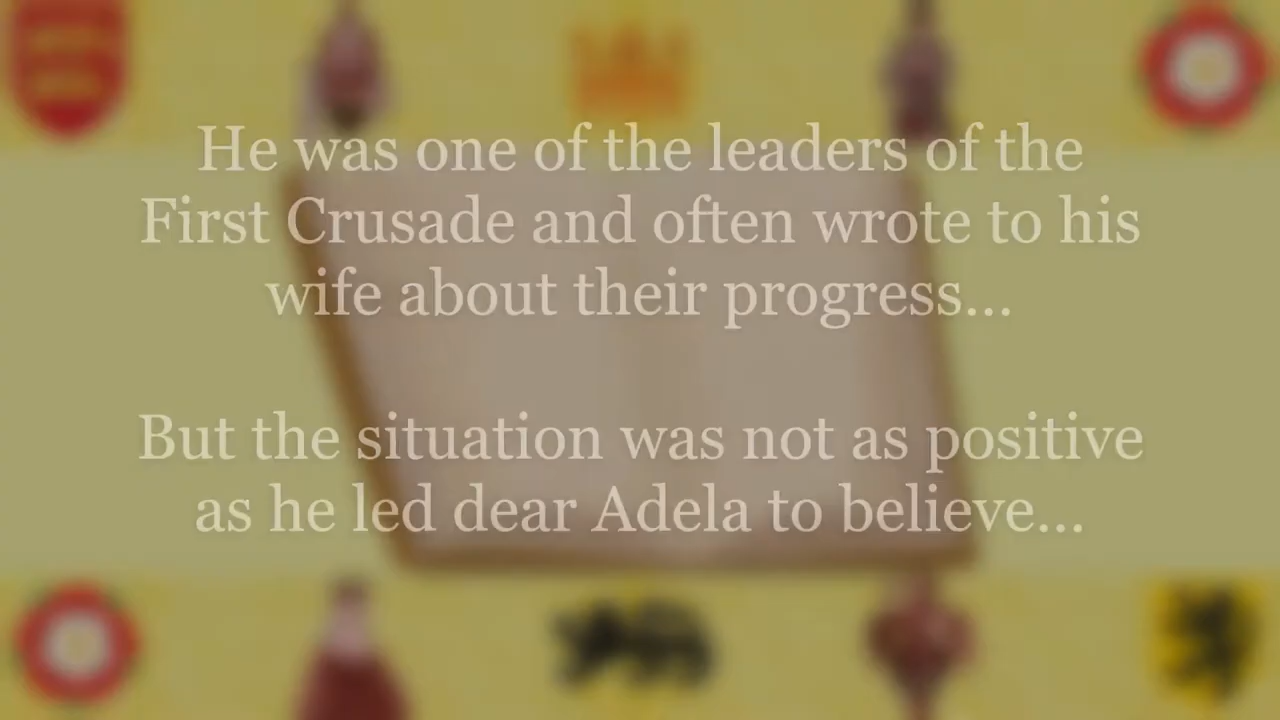 He was one of the leaders of the
First Crusade and often wrote to his
wife about their progress...
But the situation was not as positive
as he led dear Adela to believe...